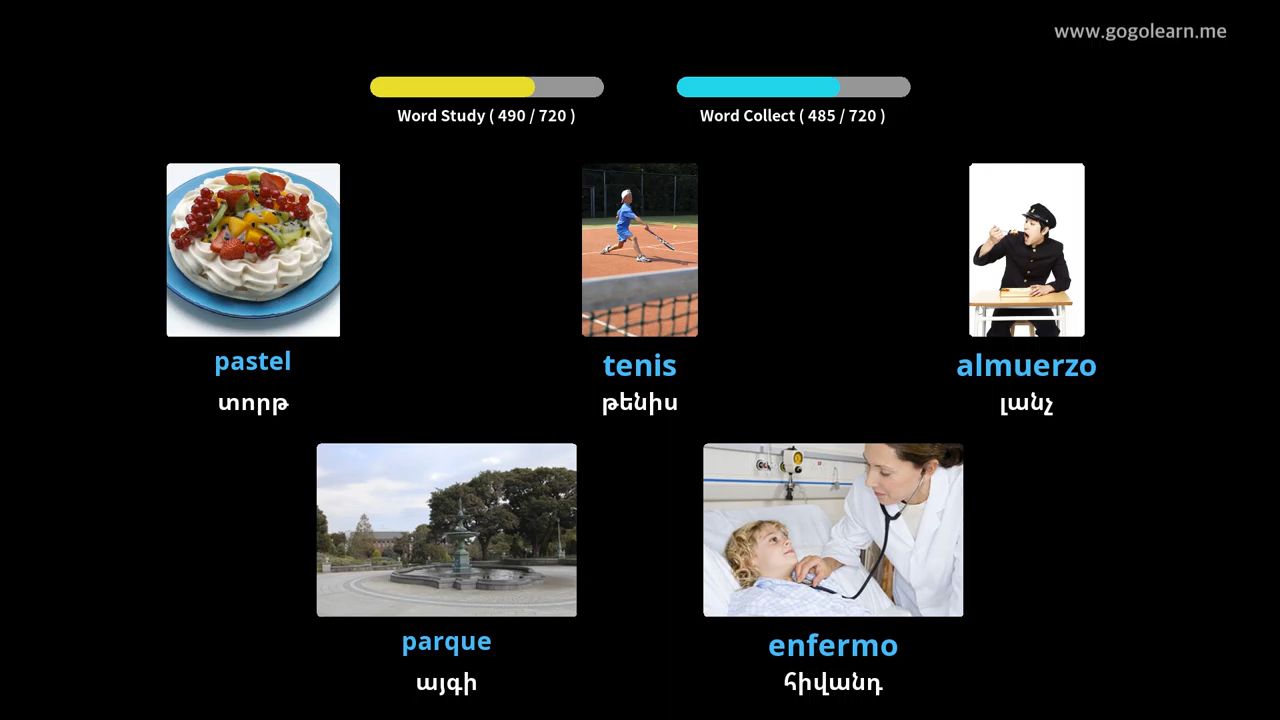 www.gogolearn.me
Word Study ( 490 / 720 )
Word Collect ( 485 / 720 )
pastel
տորթ
tenis
թենիս
almuerzo
լանչ
parque
այգի
enfermo
հիվանդ